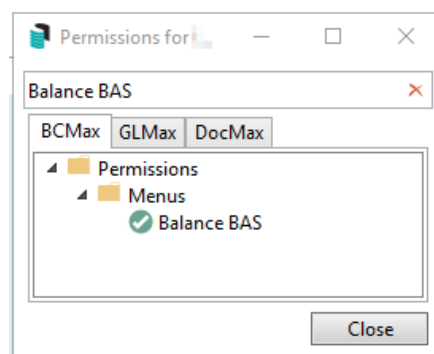 Permissions for
Balance BAS
BCMax GLMax DocMax
Permissions
Menus
Balance BAS
Close